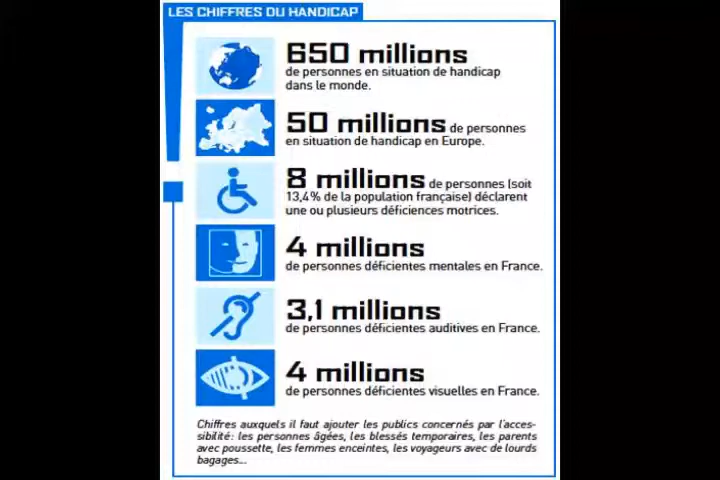 LES CHIFFRES DU HANDICAP
650 millions
de personnes en situation de handicap
dans le monde.
50 millions de personnes
en situation de handicap en Europe.
8 millions de personnes (soit
13,4% de la population française) déclarent
une ou plusieurs déficiences motrices.
4 millions
de personnes déficientes mentales en France.
3,1 millions
de personnes déficientes auditives en France.
4 millions
de personnes déficientes visuelles en France.
Chiffres auxquels il faut ajouter les publics concernés par l'acces-
sibilité : les personnes âgées, les blessés temporaires, les parents
avec poussette, les femmes enceintes, les voyageurs avec de lourds
bagages...